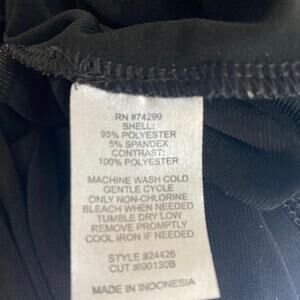 RN #74299
SHELL:
95% POLYESTER
5% SPANDEX
CONTRAST:
100% POLYESTER
MACHINE WASH COLD
GENTLE CYCLE
ONLY NON-CHLORINE
BLEACH WHEN NEEDED
TUMBLE DRY LOW
REMOVE PROMPTLY
COOL IRON IF NEEDED
STYLE #24426
CUT #I90130B
MADE IN INDONESIA